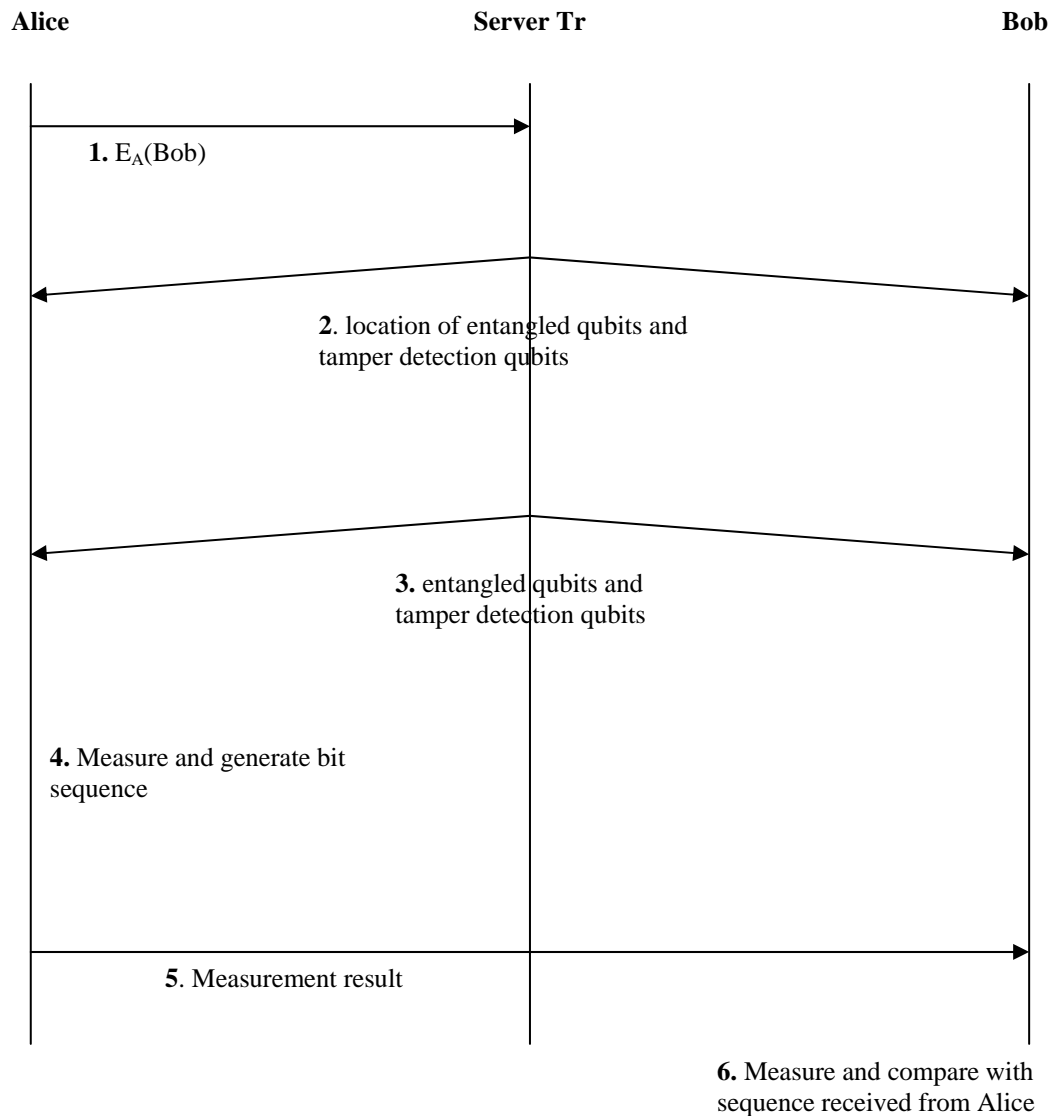 Alice
Server Tr
Bob
1. EA(Bob)
2. location of entangled qubits and
tamper detection qubits
3. entangled qubits and
tamper detection qubits
4. Measure and generate bit
sequence
5. Measurement result
6. Measure and compare with
sequence received from Alice